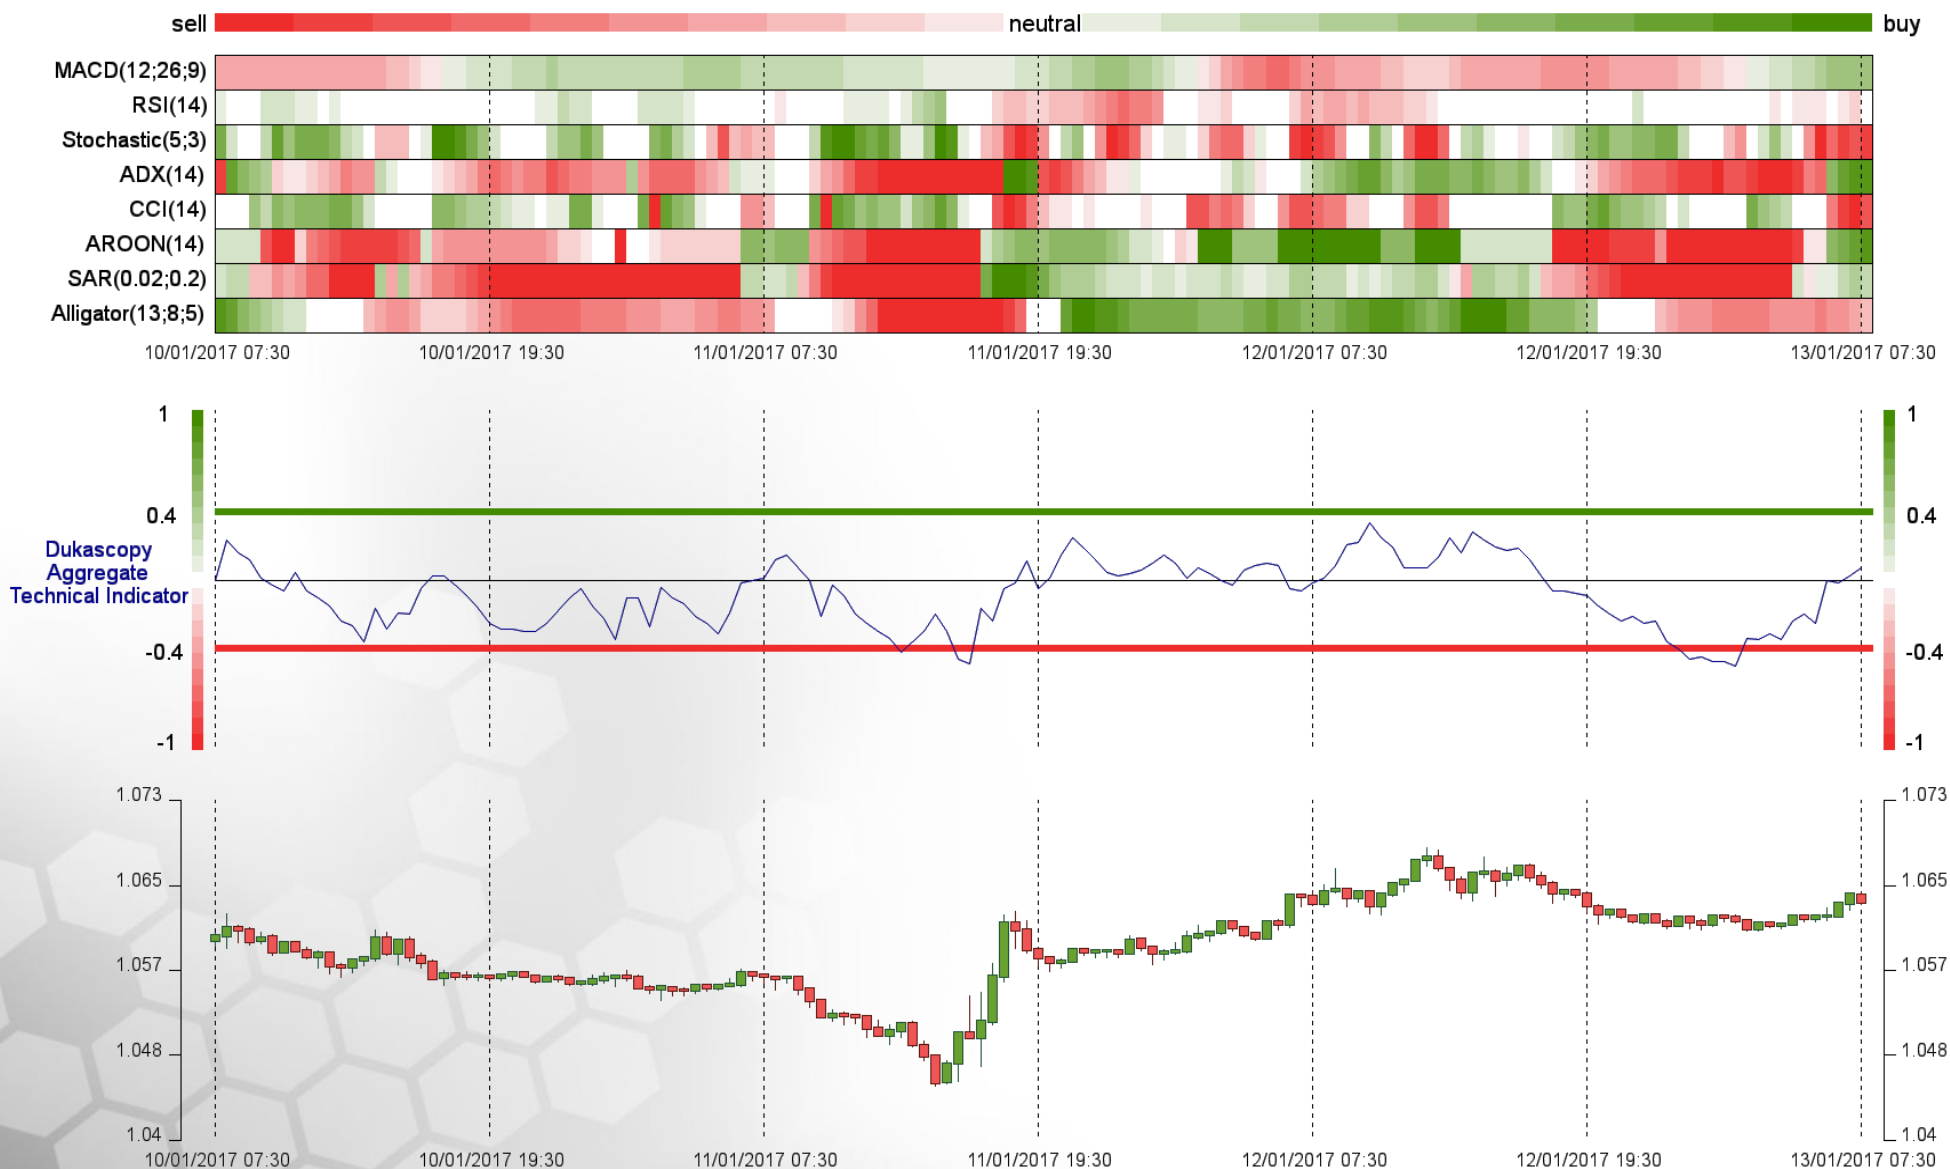 sell neutral buy
MACD(12;26;9)
RSI(14)
Stochastic(5;3)
ADX(14)
CCI(14)
AROON(14)
SAR(0.02;0.2)
Alligator(13;8;5)
10/01/2017 07:30 10/01/2017 19:30 11/01/2017 07:30 11/01/2017 19:30 12/01/2017 07:30 12/01/2017 19:30 13/01/2017 07:30
1 1
0.4 0.4
Dukascopy
Aggregate
Technical Indicator
-0.4 -0.4
-1 -1
1.073 1.073
1.065 1.065
1.057 1.057
1.048 1.048
1.04 1.04
10/01/2017 07:30 10/01/2017 19:30 11/01/2017 07:30 11/01/2017 19:30 12/01/2017 07:30 12/01/2017 19:30 13/01/2017 07:30